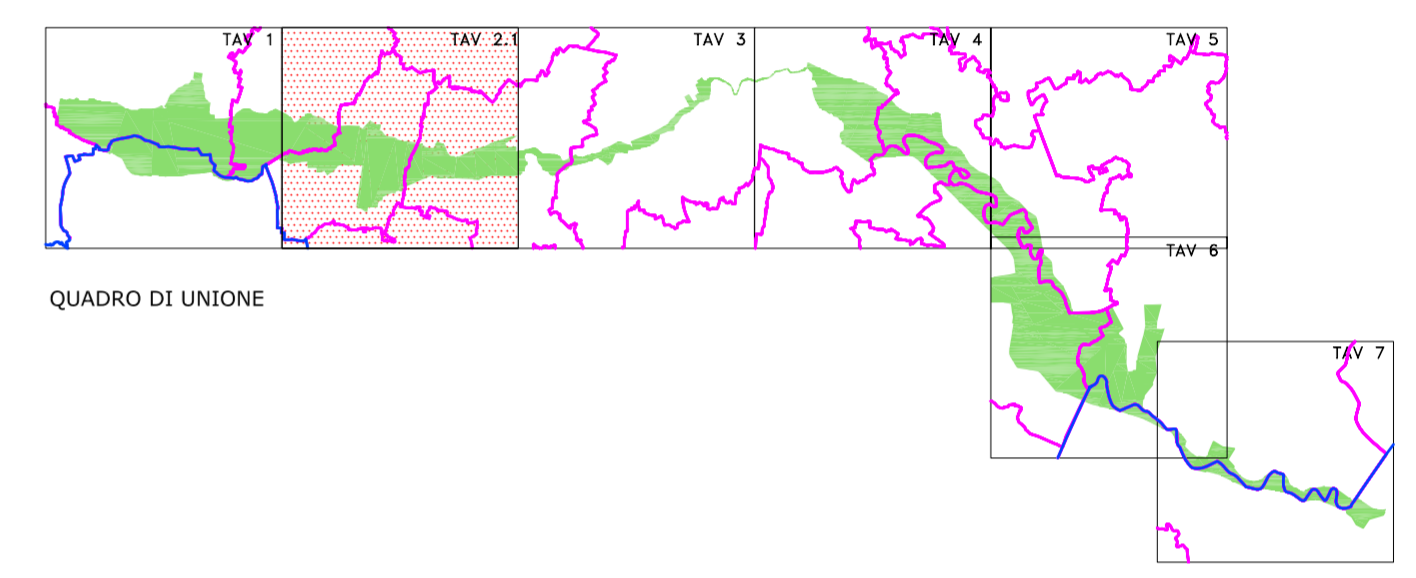 TAV 1
TAV 2.1
TAV 3
TAV 4
TAV 5
TAV 6
QUADRO DI UNIONE
TAV 7